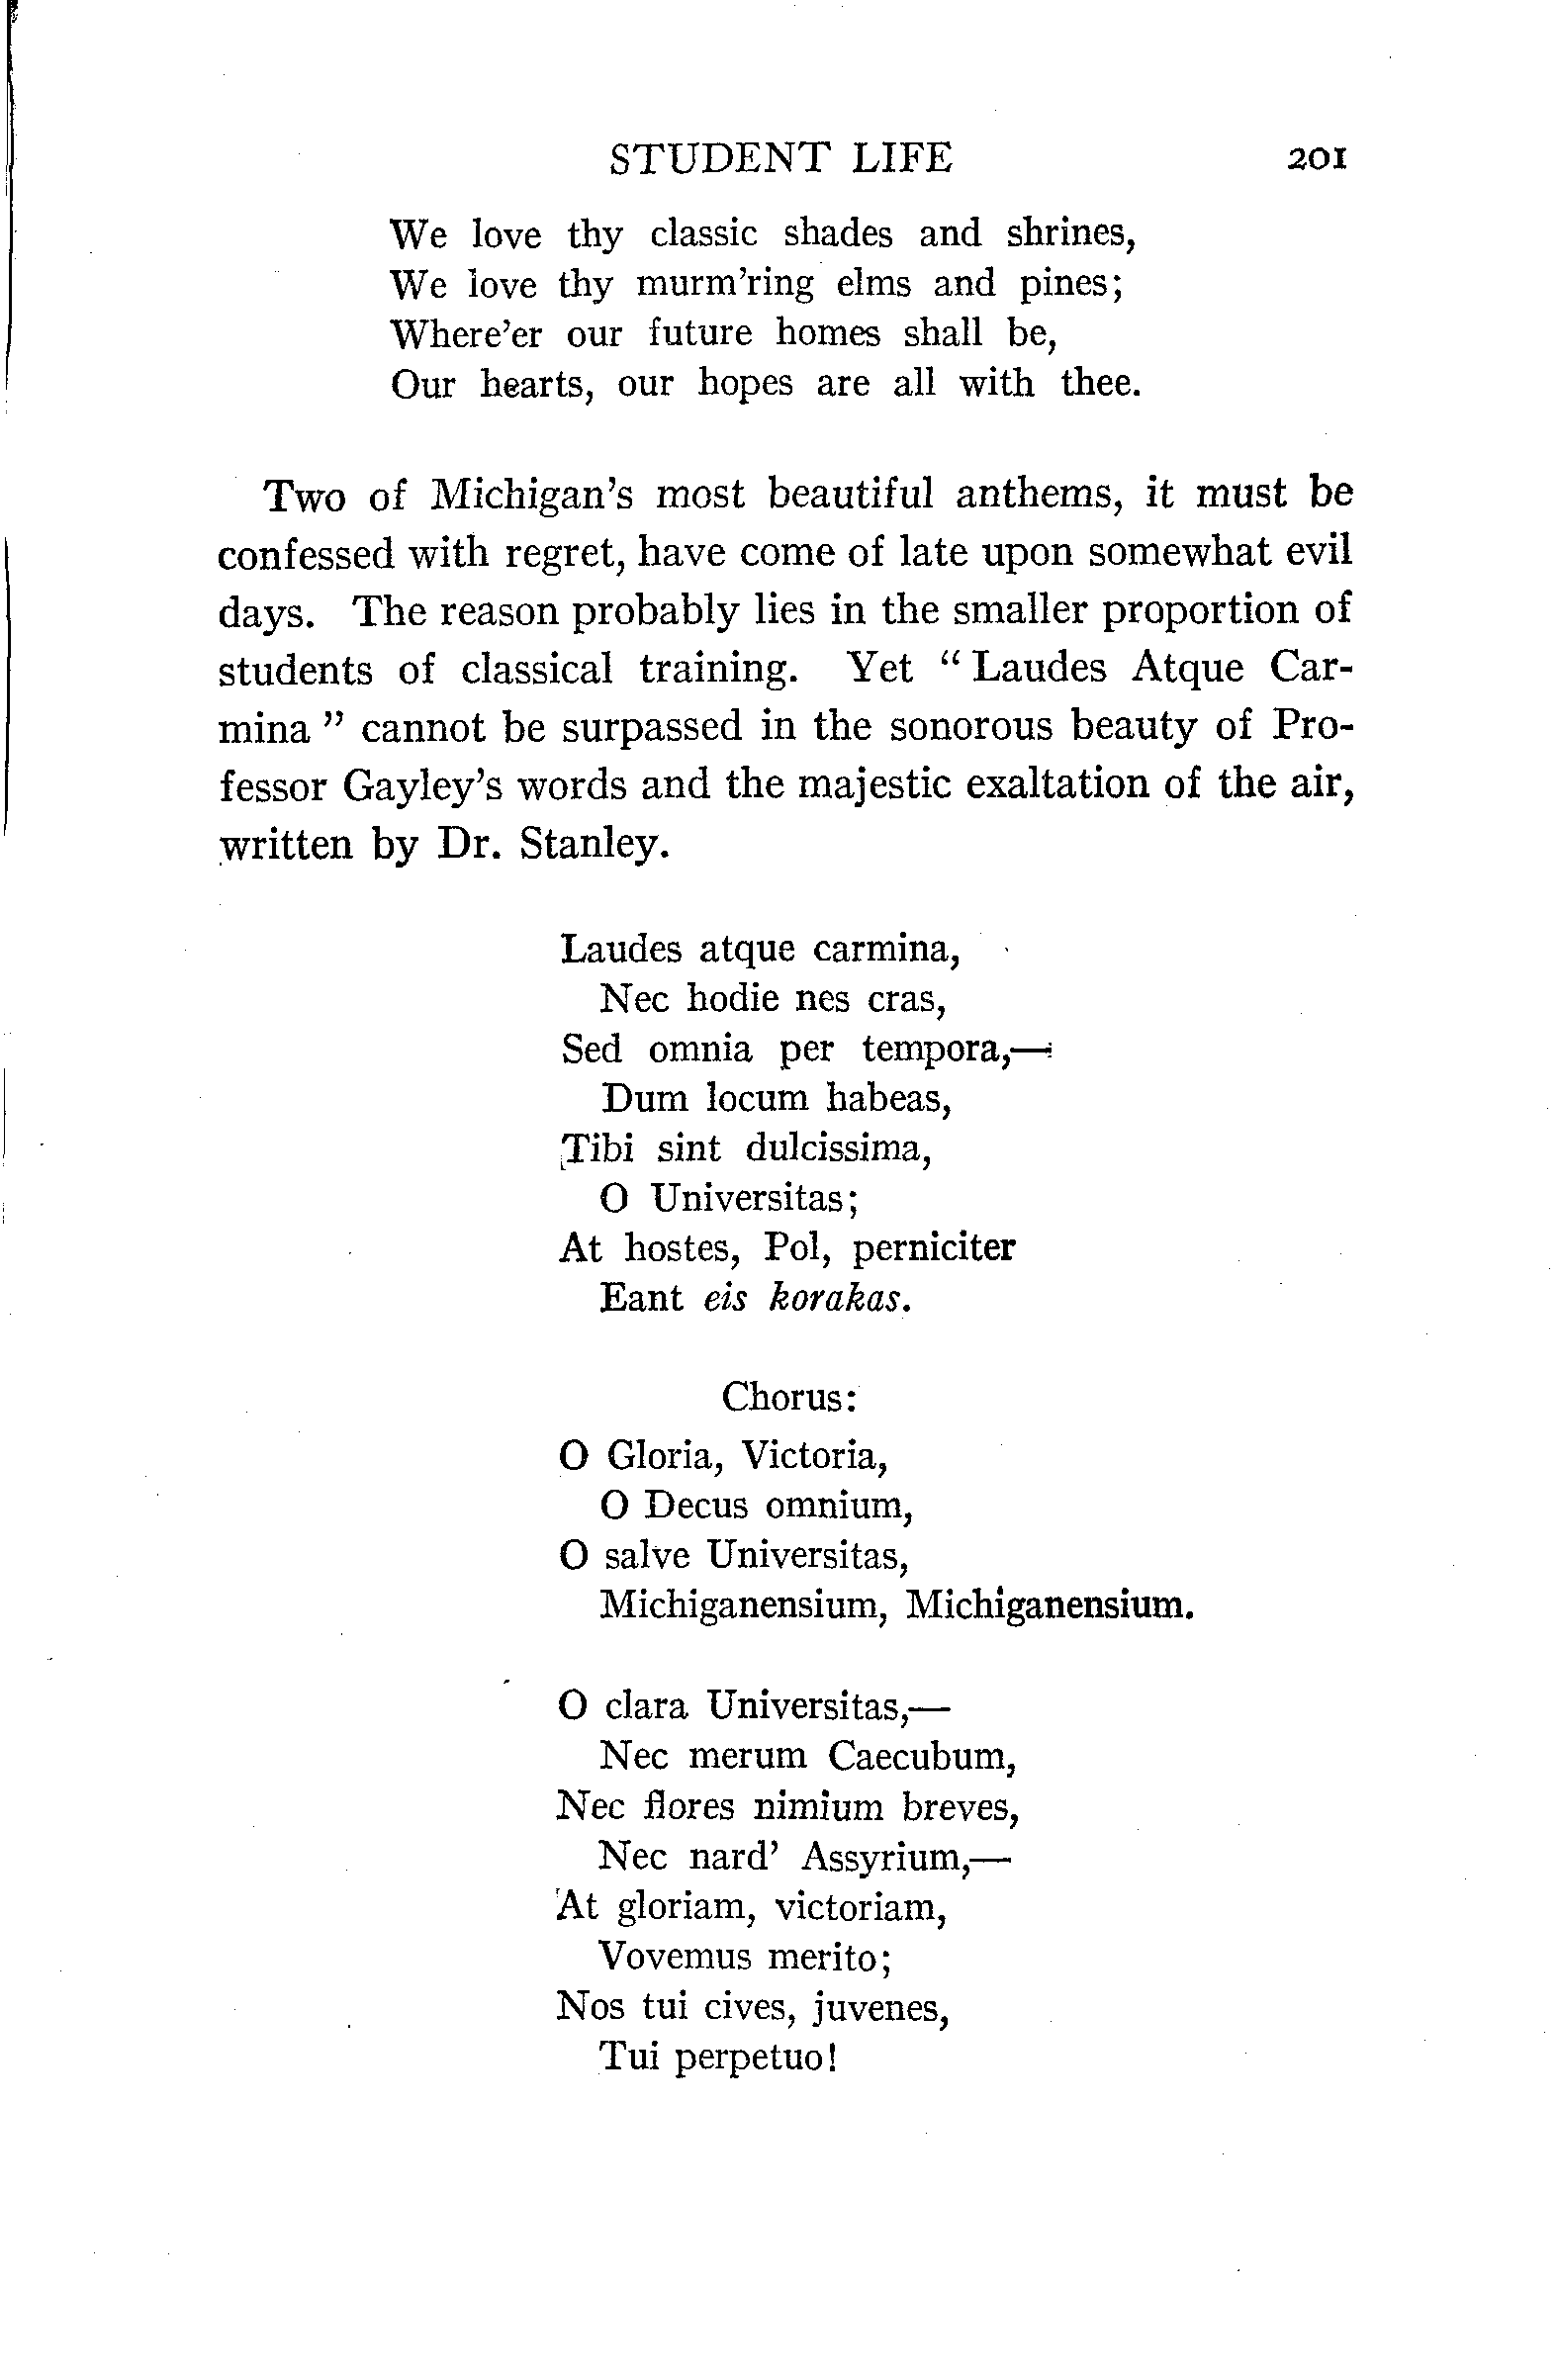 STUDENT LIFE 201
We love thy classic shades and shrines,
We love thy murm'ring elms and pines;
Where'er our future homes shall be,
Our hearts, our hopes are all with thee.
Two of Michigan's most beautiful anthems, it must be
confessed with regret, have come of late upon somewhat evil
days. The reason probably lies in the smaller proportion of
students of classical training. Yet “ Laudes Atque Car-
mina ” cannot be surpassed in the sonorous beauty of Pro-
fessor Gayley's words and the majestic exaltation of the air,
written by Dr. Stanley.
Laudes atque carmina,
Nec hodie nes cras,
Sed omnia per tempora,—
Dum locum habeas,
Tibi sint dulcissima,
O Universitas;
At hostes, Pol, perniciter
Eant eis korakas.
Chorus:
O Gloria, Victoria,
O Decus omnium,
O salve Universitas,
Michiganensium, Michiganensium.
O clara Universitas,—
Nec merum Caecubum,
Nec flores nimium breves,
Nec nard' Assyrium,—
At gloriam, victoriam,
Vovemus merito;
Nos tui cives, juvenes,
Tui perpetuo!